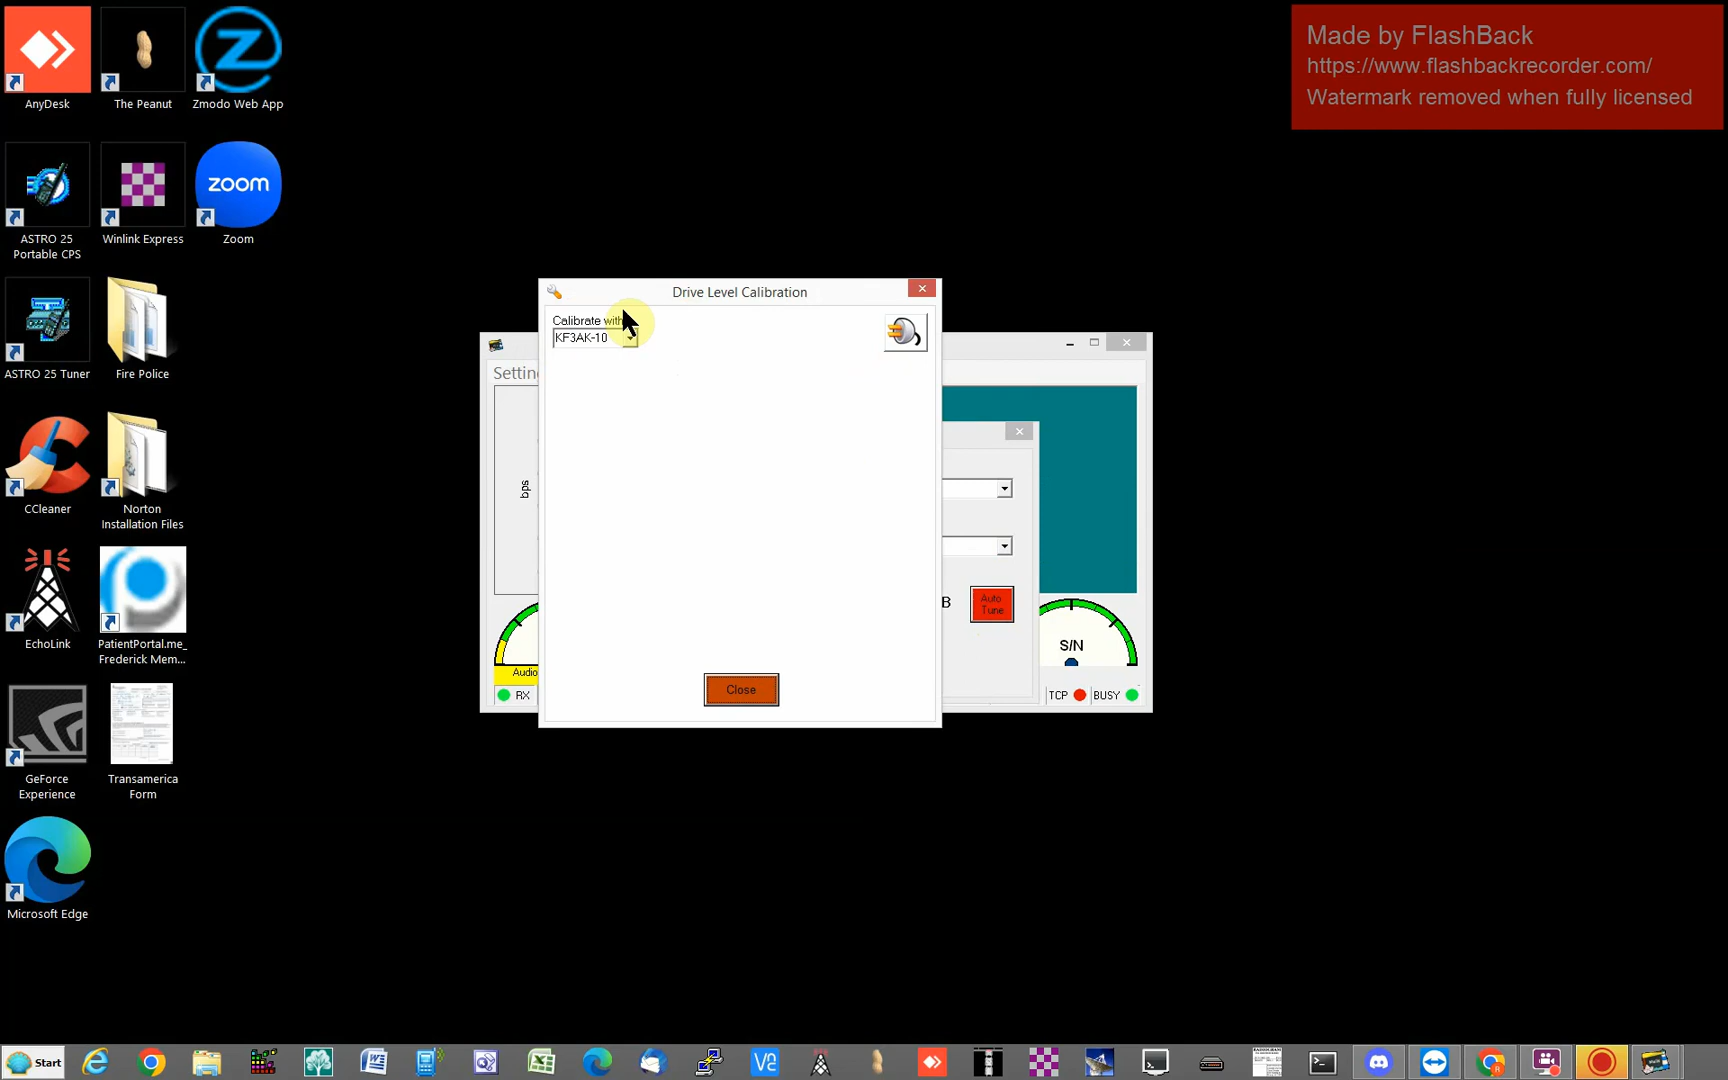 Made by FlashBack
https://www.flashbackrecorder.com/
Watermark removed when fully licensed
AnyDesk
The Peanut
Zmodo Web App
zoom
ASTRO 25
Portable CPS
Winlink Express
Zoom
ASTRO 25 Tuner
Fire Police
CCleaner
Norton
Installation Files
EchoLink
PatientPortal.me_
Frederick Mem...
GeForce
Experience
Transamerica
Form
Microsoft Edge
Drive Level Calibration
Calibrate with
KF3AK-10
Close
Settin
bps
Audio
RX
B
Auto
Tune
S/N
TCP
BUSY
Start